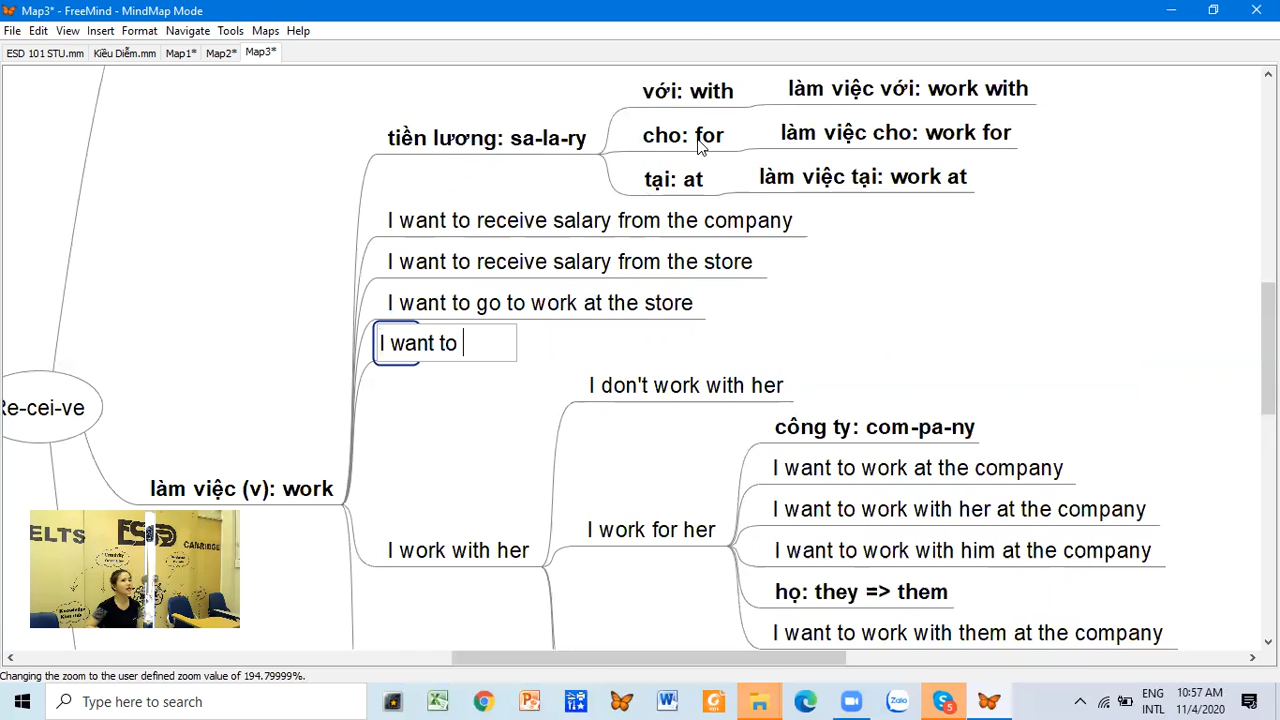 Map3* - FreeMind - MindMap Mode
File Edit View Insert Format Navigate Tools Maps Help
ESD 101 STU.mm Kiều Diễm.mm Map1* Map2* Map3*
với: with làm việc với: work with
tiền lương: sa-la-ry cho: for làm việc cho: work for
tại: at làm việc tại: work at
I want to receive salary from the company
I want to receive salary from the store
I want to go to work at the store
I want to
I don't work with her
Re-cei-ve
công ty: com-pa-ny
I want to work at the company
làm việc (v): work
I want to work with her at the company
I work for her
I work with her
I want to work with him at the company
họ: they => them
I want to work with them at the company
ELTS ESD CAMBRIDGE
Changing the zoom to the user defined zoom value of 194.79999%.
Type here to search
Zalo
5
ENG
INTL
10:57 AM
11/4/2020